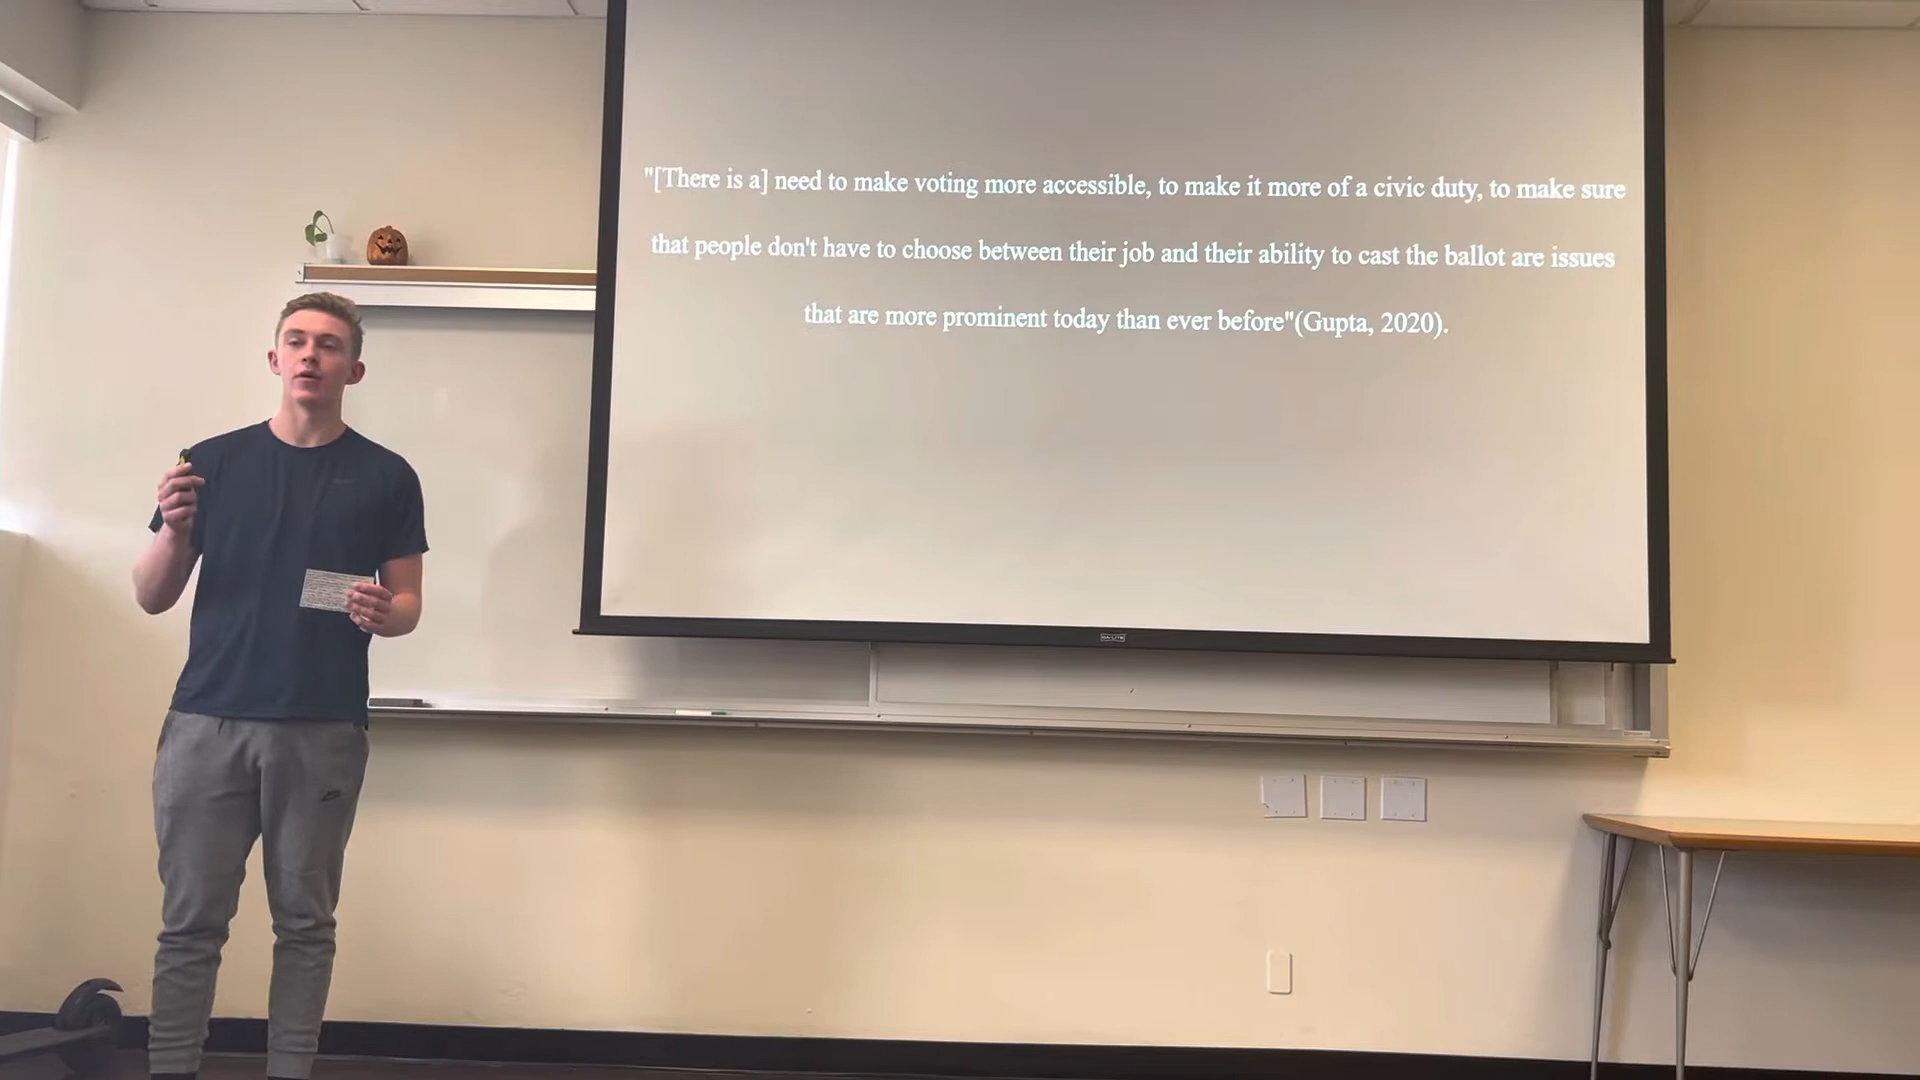 "[There is a] need to make voting more accessible, to make it more of a civic duty, to make sure
that people don't have to choose between their job and their ability to cast the ballot are issues
that are more prominent today than ever before"(Gupta, 2020).
DA-LITE